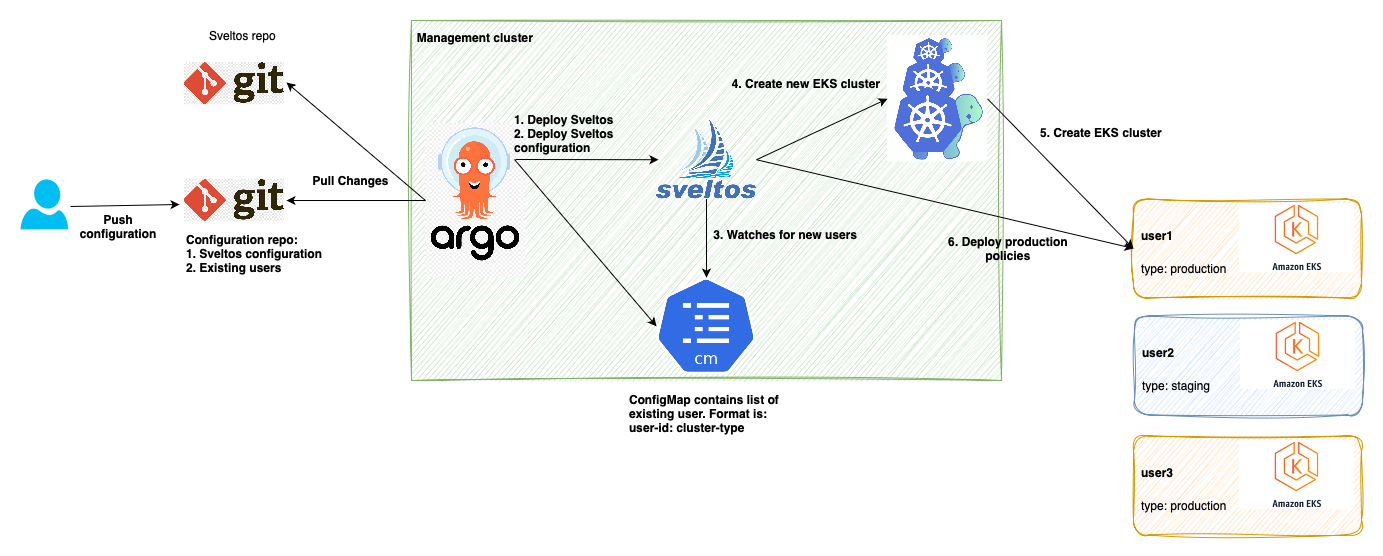 Sveltos repo
git
Push
configuration
git
Configuration repo:
1. Sveltos configuration
2. Existing users
Pull Changes
Management cluster
argo
1. Deploy Sveltos
2. Deploy Sveltos
configuration
sveltos
3. Watches for new users
cm
ConfigMap contains list of
existing user. Format is:
user-id: cluster-type
4. Create new EKS cluster
5. Create EKS cluster
6. Deploy production
policies
user1
type: production
K
Amazon EKS
user2
type: staging
K
Amazon EKS
user3
type: production
K
Amazon EKS